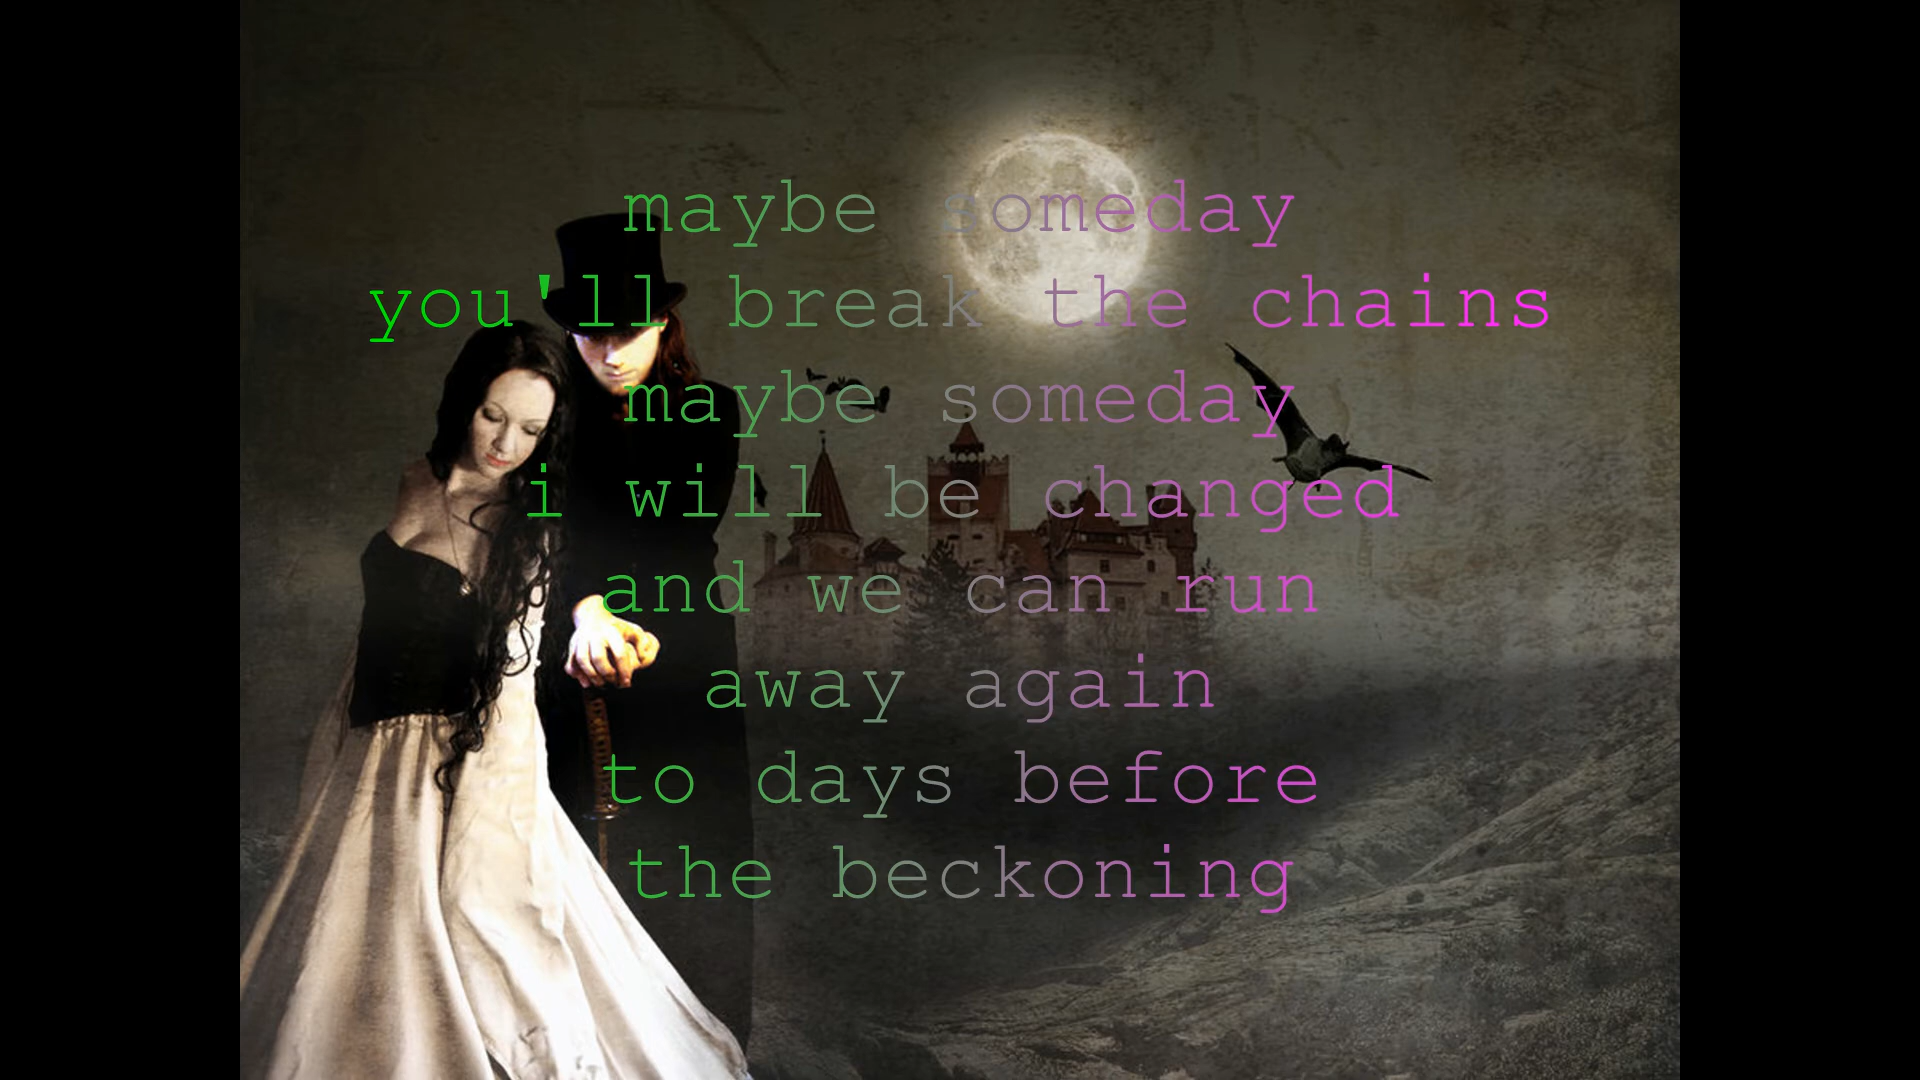 maybe someday
you'll break the chains
maybe someday
i will be changed
and we can run
away again
to days before
the beckoning